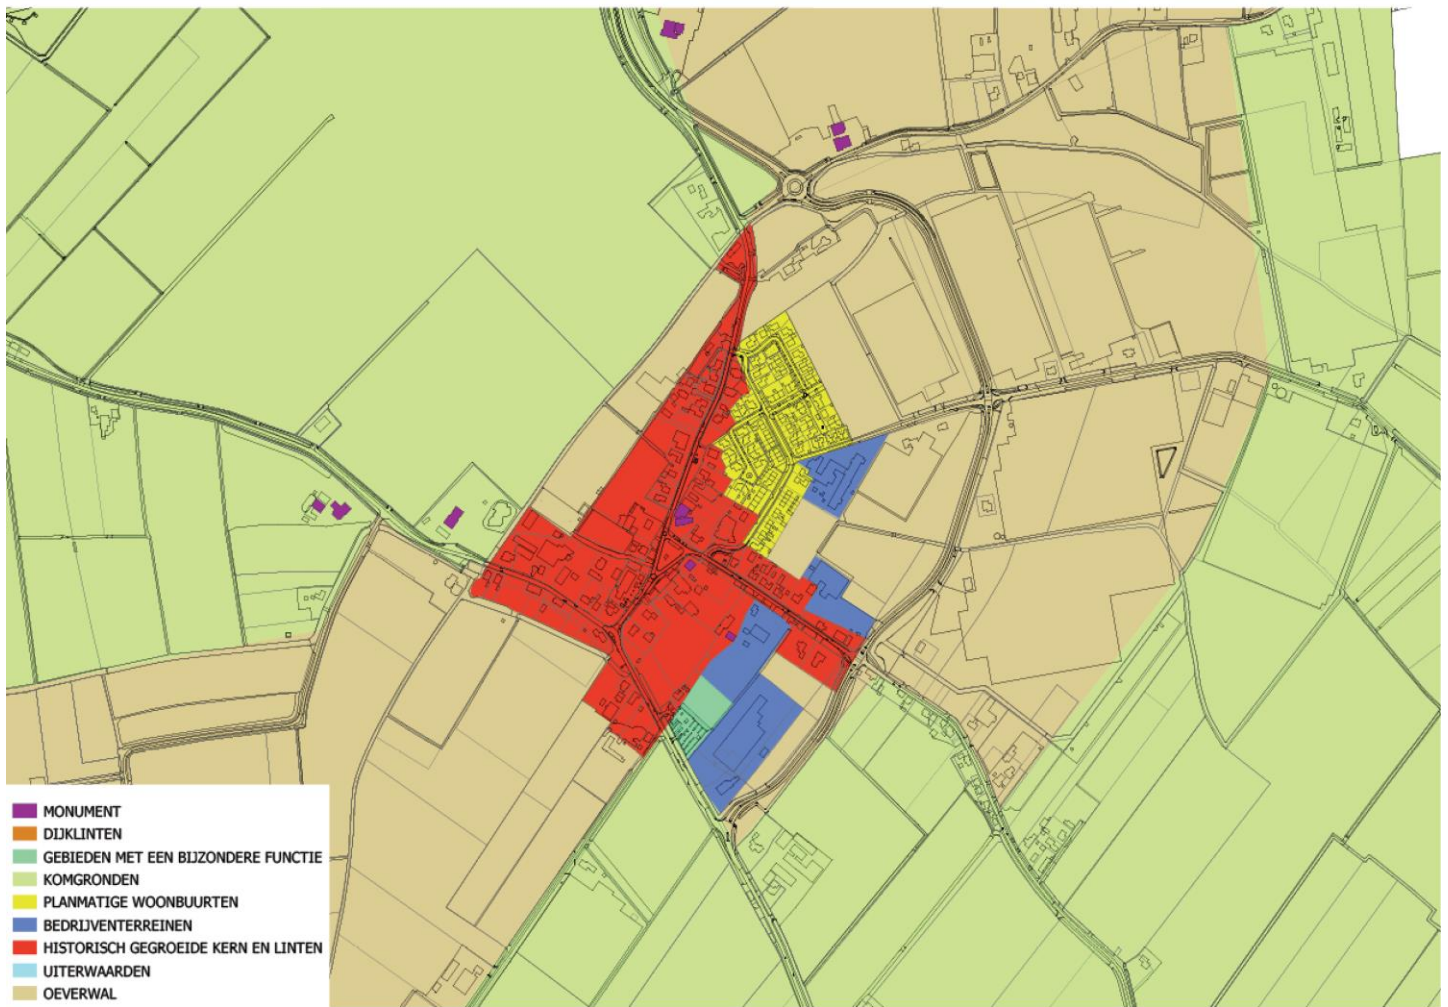 MONUMENT
DIJKLINTEN
GEBIEDEN MET EEN BIJZONDERE FUNCTIE
KOMGRONDEN
PLANMATIGE WOONBUURTEN
BEDRIJVENTERREINEN
HISTORISCH GEGROEIDE KERN EN LINTEN
UITERWAARDEN
OEVERWAL